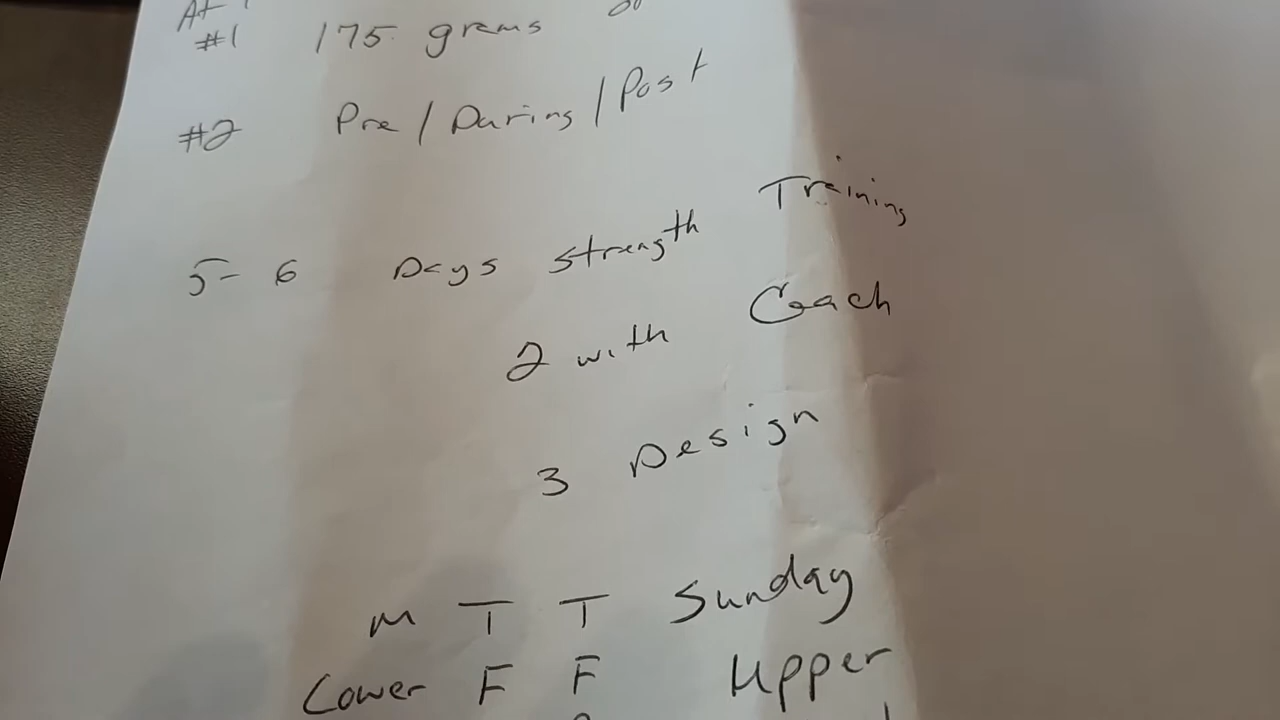 At
#1 175 grams
#2 Pre / During / Post
5-6 Days strength Training
2 with Coach
3 Design
M T T Sunday
Lower F F Upper